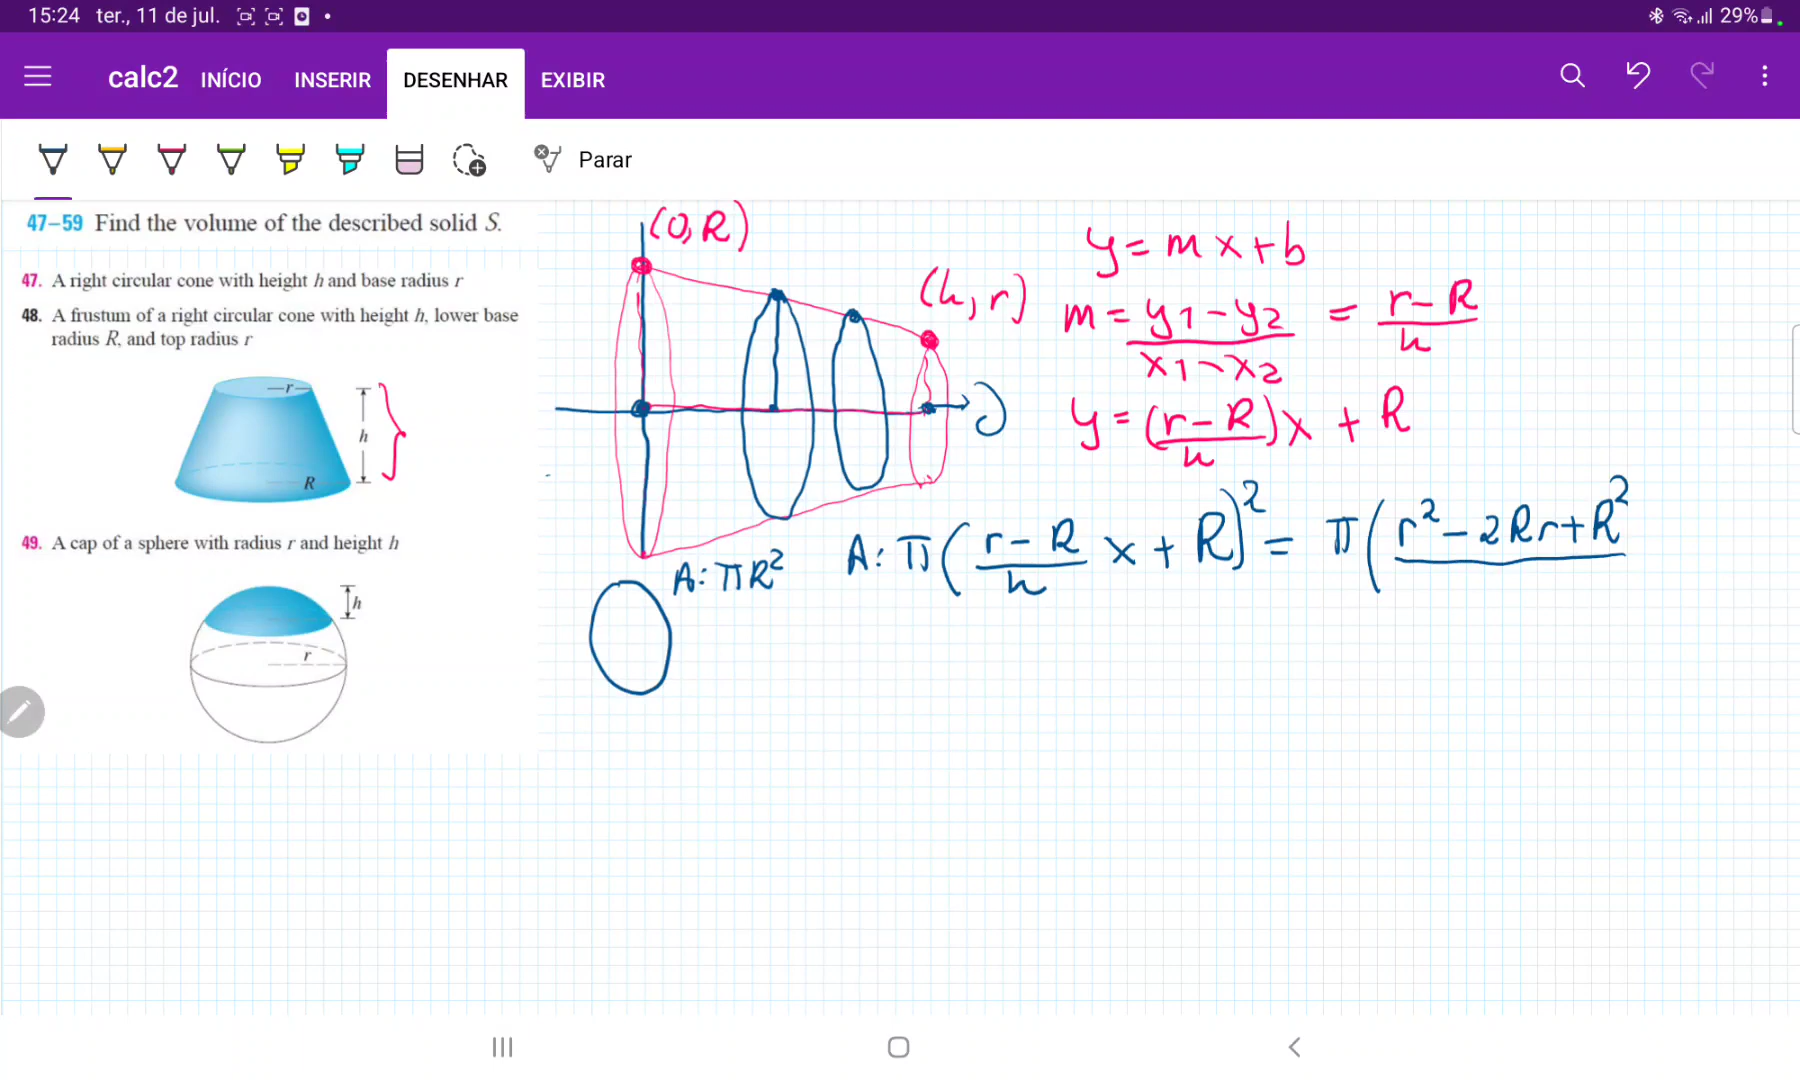 15:24 ter., 11 de jul. 29%
calc2 INÍCIO INSERIR DESENHAR EXIBIR
Parar
47–59 Find the volume of the described solid S.
47. A right circular cone with height h and base radius r
48. A frustum of a right circular cone with height h, lower base
radius R, and top radius r
r
h
R
49. A cap of a sphere with radius r and height h
h
r
(0,R)
(h,r)
y = mx + b
m = y1 - y2 / x1 - x2 = r - R / h
y = (r - R / h)x + R
A: πR²
A: π(r - R / h x + R)² = π(r² - 2Rr + R²